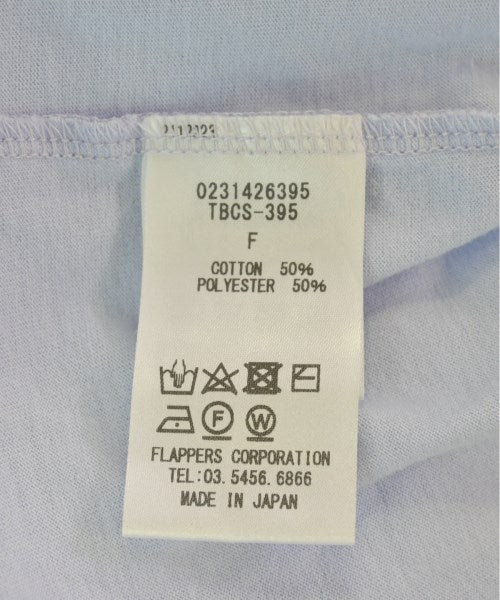 0231426395
TBCS-395
F
COTTON 50%
POLYESTER 50%
F W
FLAPPERS CORPORATION
TEL:03.5456.6866
MADE IN JAPAN